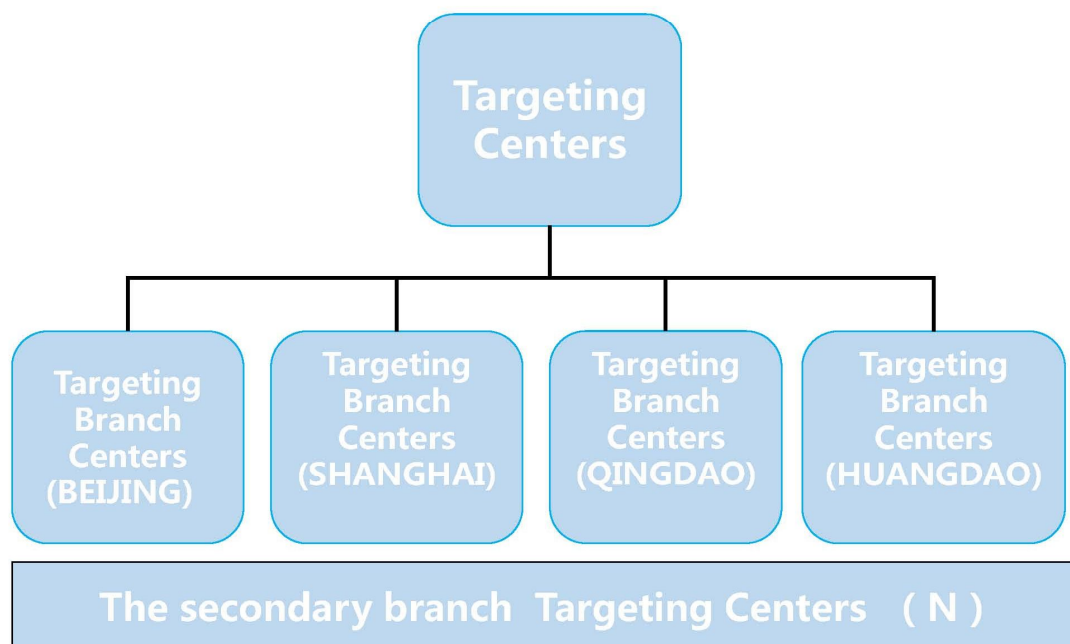 Targeting
Centers
Targeting
Branch
Centers
(BEIJING)
Targeting
Branch
Centers
(SHANGHAI)
Targeting
Branch
Centers
(QINGDAO)
Targeting
Branch
Centers
(HUANGDAO)
The secondary branch Targeting Centers ( N )